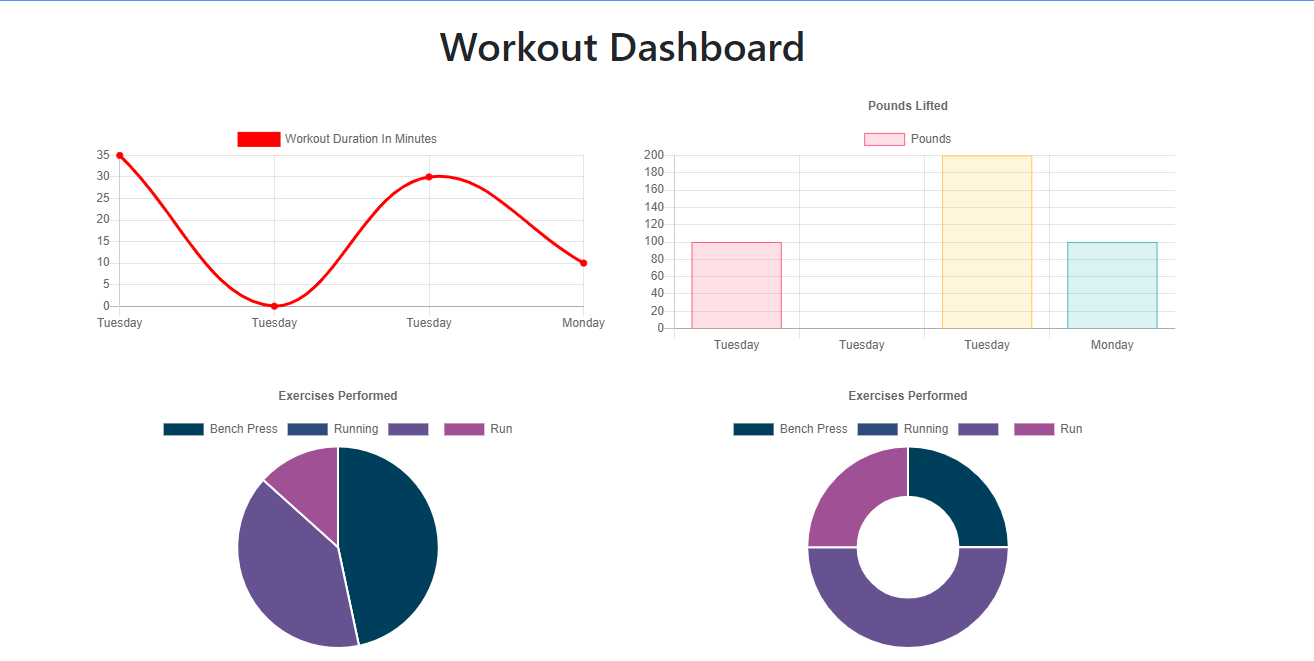 Workout Dashboard
Workout Duration In Minutes
35
30
25
20
15
10
5
0
Tuesday Tuesday Tuesday Monday
Pounds Lifted
Pounds
200
180
160
140
120
100
80
60
40
20
0
Tuesday Tuesday Tuesday Monday
Exercises Performed
Bench Press Running Run
Exercises Performed
Bench Press Running Run